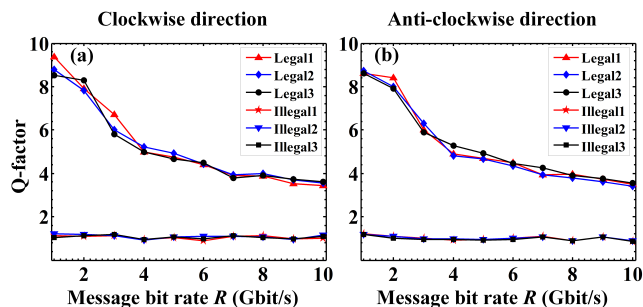 Clockwise direction
Anti-clockwise direction
Q-factor
10
8
6
4
2
(a)
Legal1
Legal2
Legal3
Illegal1
Illegal2
Illegal3
2 4 6 8 10
Message bit rate R (Gbit/s)
10
8
6
4
2
(b)
Legal1
Legal2
Legal3
Illegal1
Illegal2
Illegal3
2 4 6 8 10
Message bit rate R (Gbit/s)